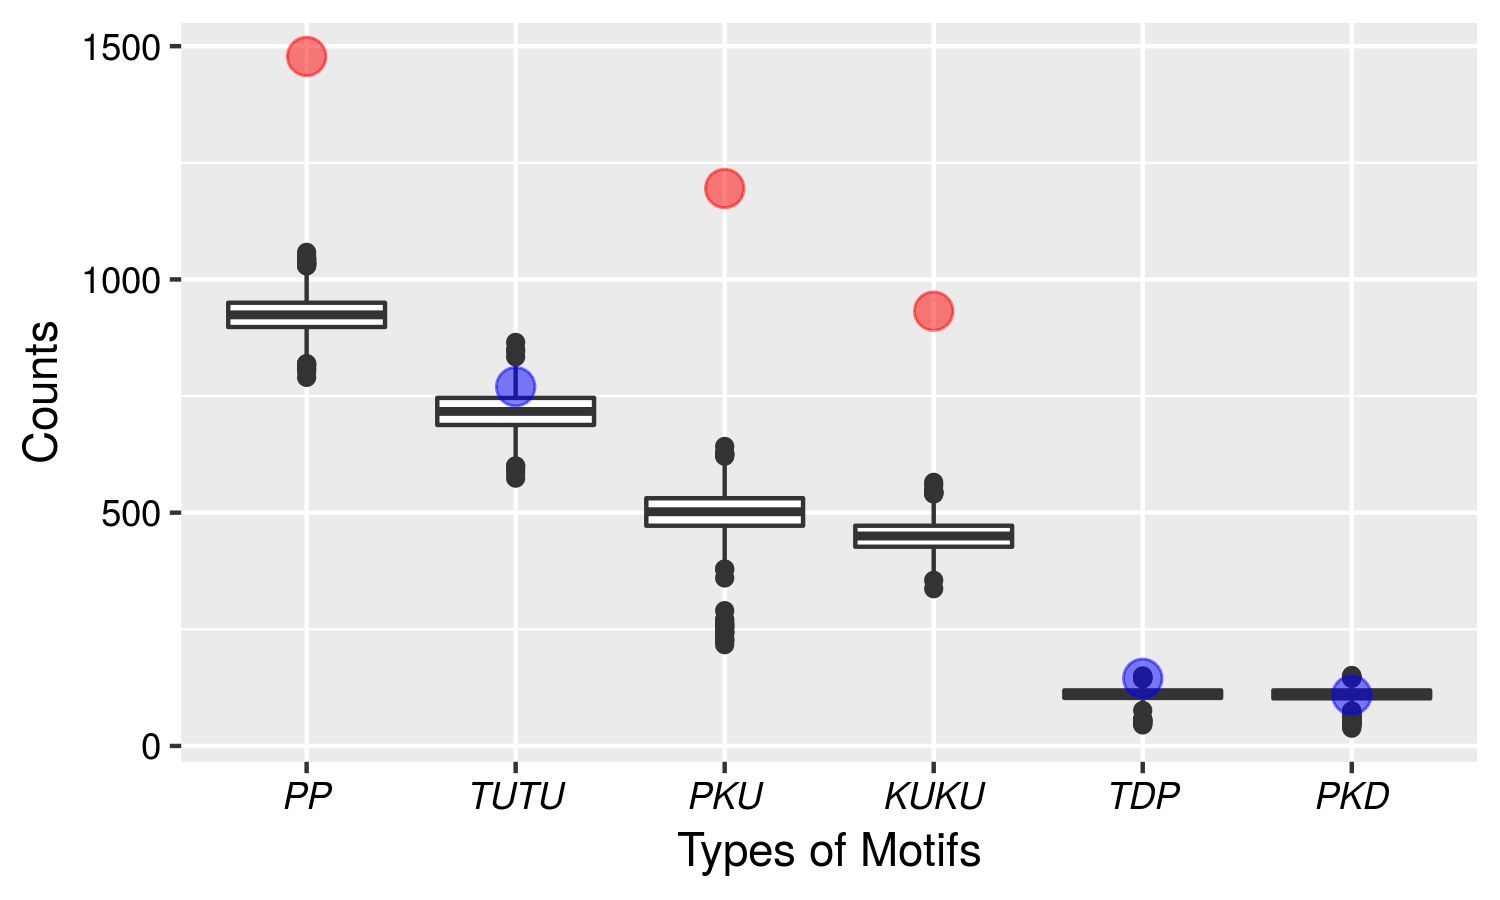 1500
1000
500
0
Counts
PP TUTU PKU KUKU TDP PKD
Types of Motifs